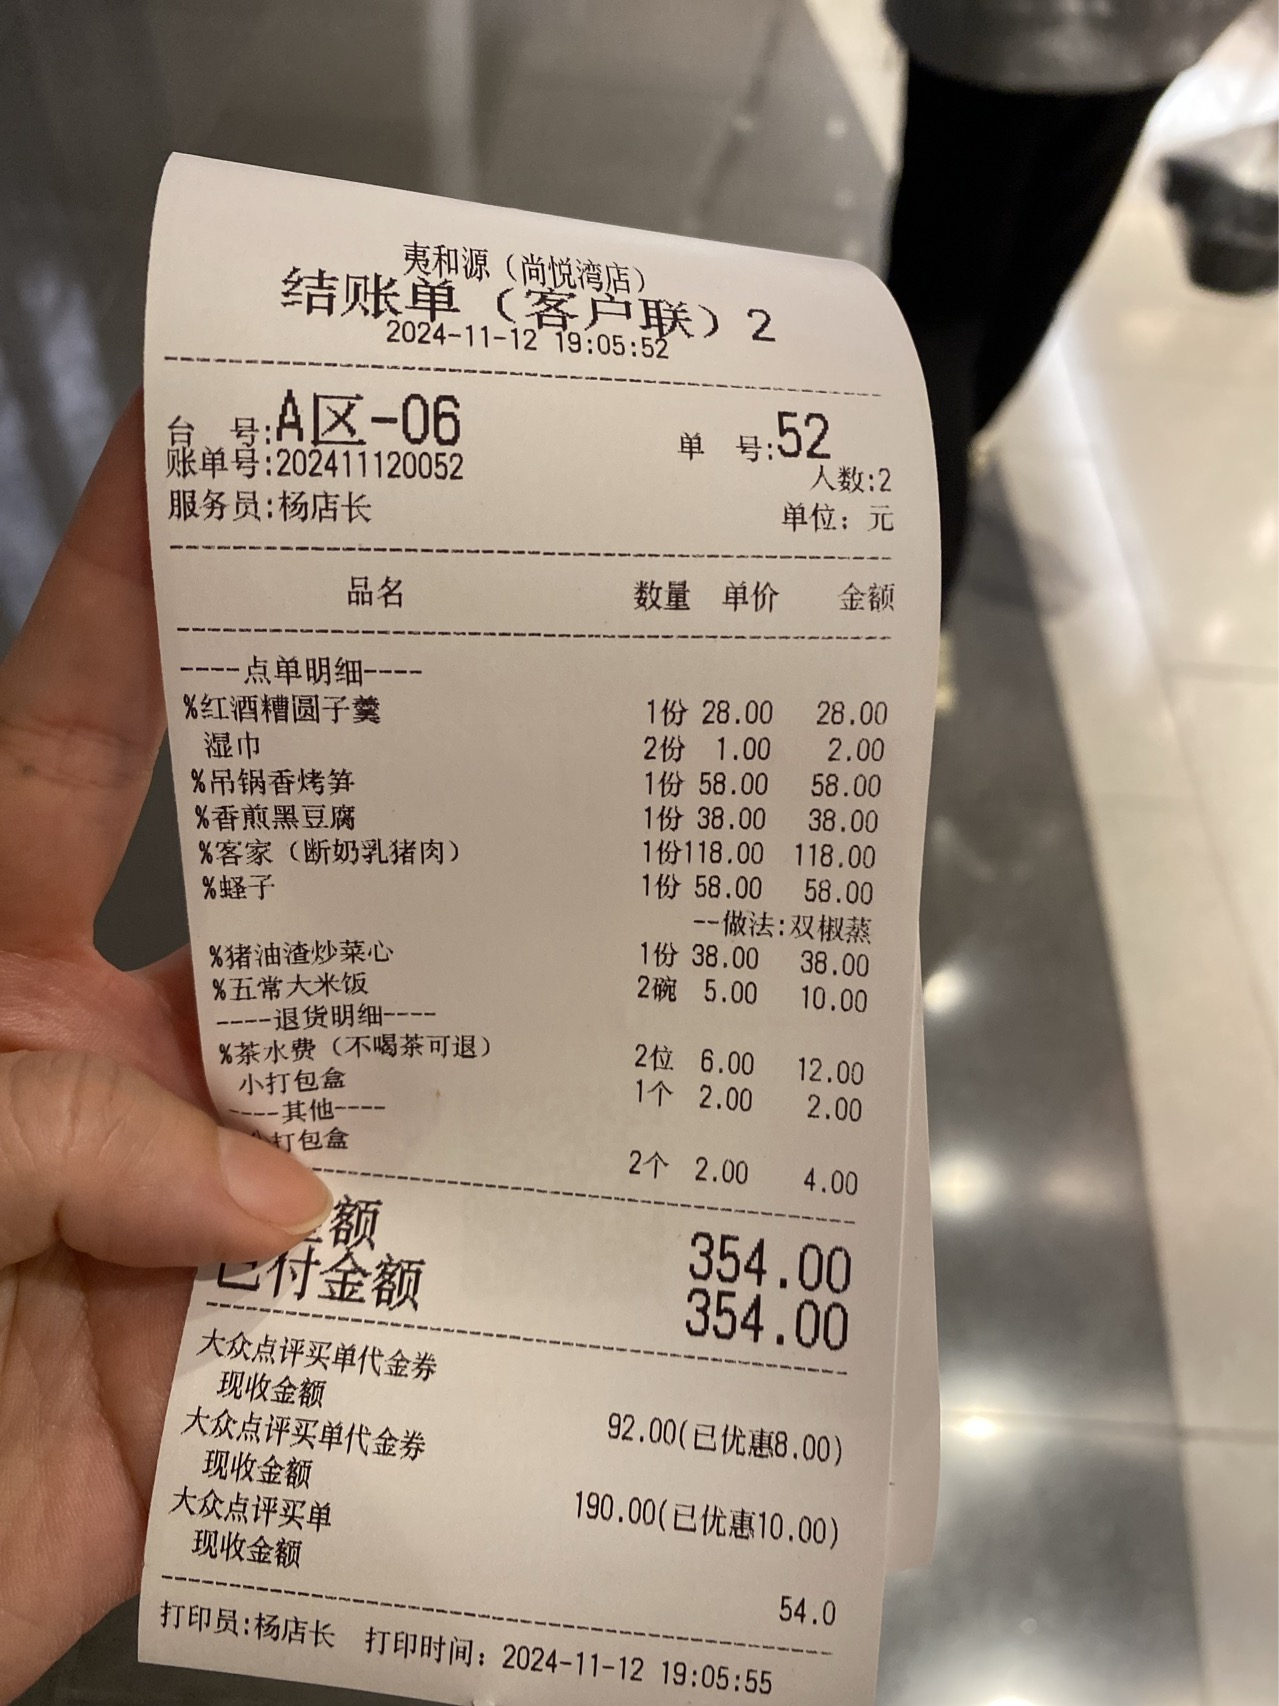 夷和源（尚悦湾店）
结账单（客户联）2
2024-11-12 19:05:52
台 号:A区-06 单 号:52
账单号:202411120052 人数:2
服务员:杨店长 单位：元
品名 数量 单价 金额
----点单明细----
%红酒糟圆子羹 1份 28.00 28.00
湿巾 2份 1.00 2.00
%吊锅香烤笋 1份 58.00 58.00
%香煎黑豆腐 1份 38.00 38.00
%客家（断奶乳猪肉） 1份118.00 118.00
%蛏子 1份 58.00 58.00
--做法:双椒蒸
%猪油渣炒菜心 1份 38.00 38.00
%五常大米饭 2碗 5.00 10.00
----退货明细----
%茶水费（不喝茶可退） 2位 6.00 12.00
小打包盒 1个 2.00 2.00
----其他----
打包盒 2个 2.00 4.00
额 354.00
已付金额 354.00
大众点评买单代金券
现收金额 92.00(已优惠8.00)
大众点评买单代金券
现收金额 190.00(已优惠10.00)
大众点评买单
现收金额 54.0
打印员:杨店长 打印时间：2024-11-12 19:05:55